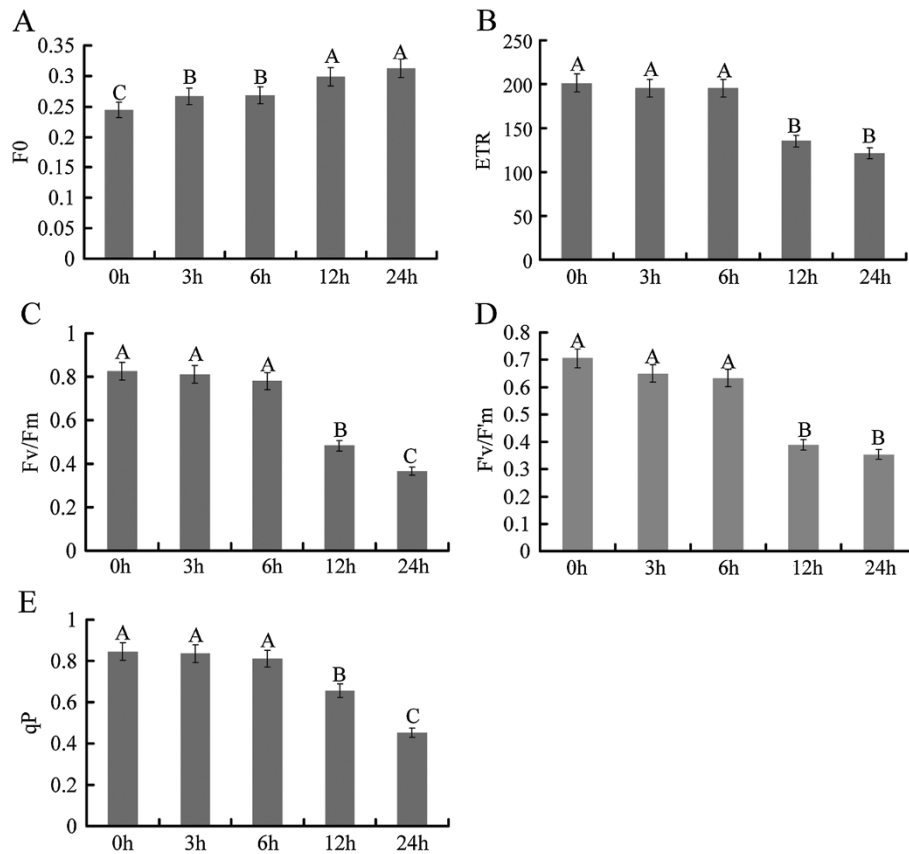 A
F0
0.35
0.3
0.25
0.2
0.15
0.1
0.05
0
C B B A A
0h 3h 6h 12h 24h
B
ETR
250
200
150
100
50
0
A A A B B
0h 3h 6h 12h 24h
C
Fv/Fm
1
0.8
0.6
0.4
0.2
0
A A A B C
0h 3h 6h 12h 24h
D
F'v/F'm
0.8
0.7
0.6
0.5
0.4
0.3
0.2
0.1
0
A A A B B
0h 3h 6h 12h 24h
E
qP
1
0.8
0.6
0.4
0.2
0
A A A B C
0h 3h 6h 12h 24h